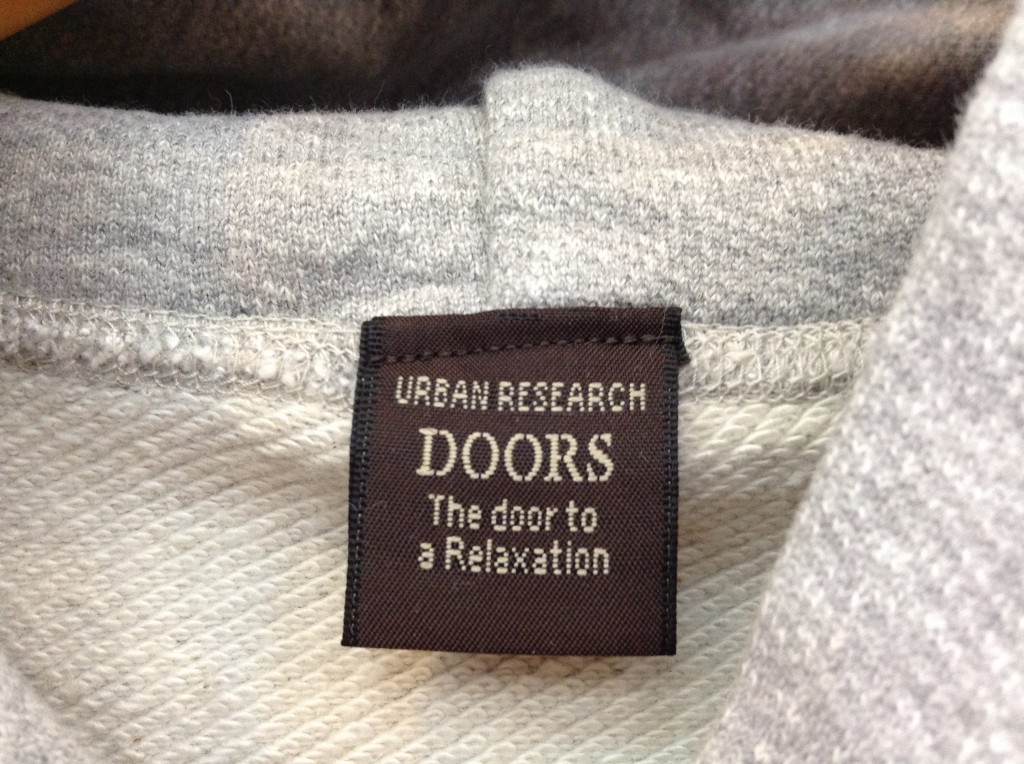 URBAN RESEARCH
DOORS
The door to
a Relaxation